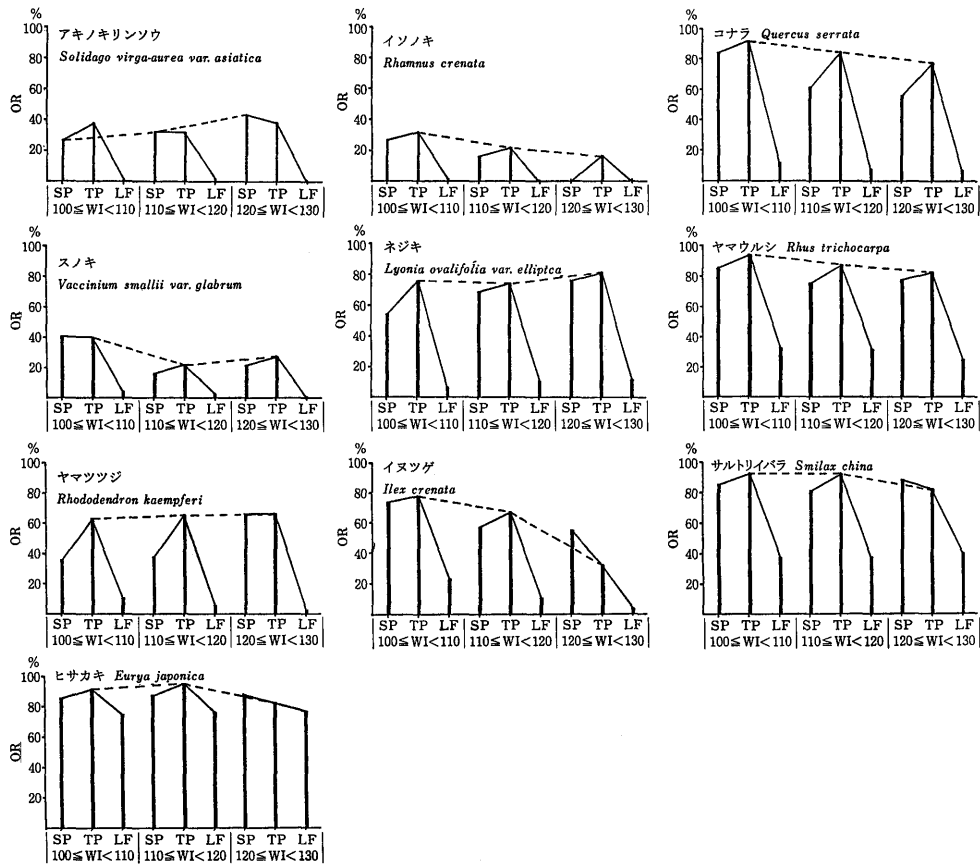 %
アキノキリンソウ
Solidago virga-aurea var. asiatica
100
80
60
40
20
OR
SP TP LF SP TP LF SP TP LF
100≦WI<110 110≦WI<120 120≦WI<130
%
イソノキ
Rhamnus crenata
100
80
60
40
20
OR
SP TP LF SP TP LF SP TP LF
100≦WI<110 110≦WI<120 120≦WI<130
%
コナラ Quercus serrata
100
80
60
40
20
OR
SP TP LF SP TP LF SP TP LF
100≦WI<110 110≦WI<120 120≦WI<130
%
スノキ
Vaccinium smallii var. glabrum
100
80
60
40
20
OR
SP TP LF SP TP LF SP TP LF
100≦WI<110 110≦WI<120 120≦WI<130
%
ネジキ
Lyonia ovalifolia var. elliptca
100
80
60
40
20
OR
SP TP LF SP TP LF SP TP LF
100≦WI<110 110≦WI<120 120≦WI<130
%
ヤマウルシ Rhus trichocarpa
100
80
60
40
20
OR
SP TP LF SP TP LF SP TP LF
100≦WI<110 110≦WI<120 120≦WI<130
%
ヤマツツジ
Rhododendron kaempferi
100
80
60
40
20
OR
SP TP LF SP TP LF SP TP LF
100≦WI<110 110≦WI<120 120≦WI<130
%
イヌツゲ
Ilex crenata
100
80
60
40
20
OR
SP TP LF SP TP LF SP TP LF
100≦WI<110 110≦WI<120 120≦WI<130
%
サルトリイバラ Smilax china
100
80
60
40
20
OR
SP TP LF SP TP LF SP TP LF
100≦WI<110 110≦WI<120 120≦WI<130
%
ヒサカキ Eurya japonica
100
80
60
40
20
OR
SP TP LF SP TP LF SP TP LF
100≦WI<110 110≦WI<120 120≦WI<130